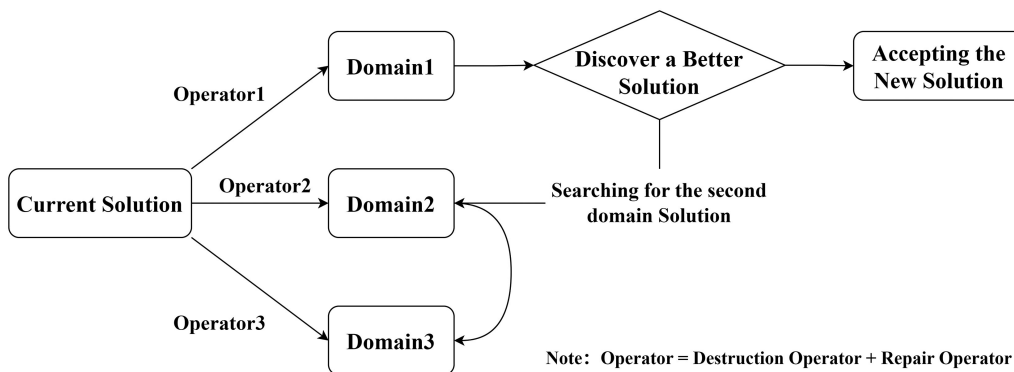 Domain1
Discover a Better
Solution
Accepting the
New Solution
Operator1
Current Solution
Operator2
Domain2
Searching for the second
domain Solution
Operator3
Domain3
Note：Operator = Destruction Operator + Repair Operator